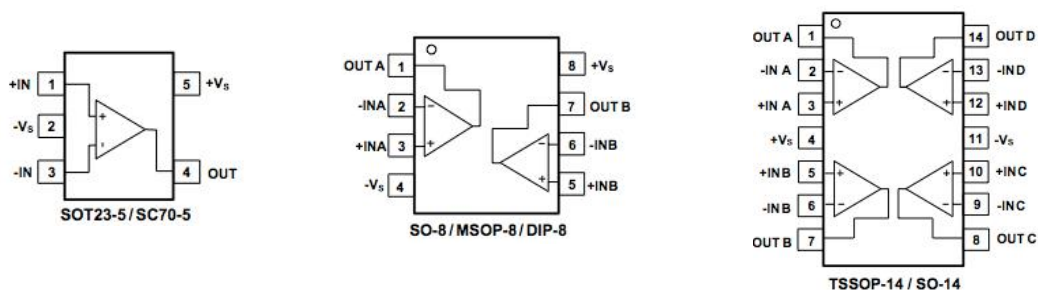 +IN 1
-Vs 2
-IN 3
5 +Vs
4 OUT
+
-
SOT23-5 / SC70-5
OUT A 1
-INA 2
+INA 3
-Vs 4
8 +Vs
7 OUT B
6 -INB
5 +INB
−
+
−
+
SO-8 / MSOP-8 / DIP-8
OUT A 1
-IN A 2
+IN A 3
+Vs 4
+INB 5
-INB 6
OUT B 7
14 OUT D
13 -IND
12 +IND
11 -Vs
10 +INC
9 -INC
8 OUT C
−
+
−
+
+
−
+
−
TSSOP-14 / SO-14